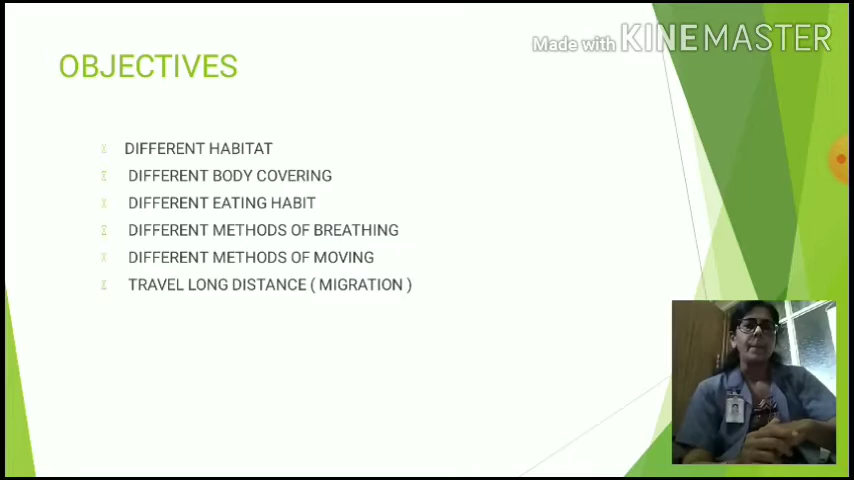 Made with KINEMASTER
OBJECTIVES
DIFFERENT HABITAT
DIFFERENT BODY COVERING
DIFFERENT EATING HABIT
DIFFERENT METHODS OF BREATHING
DIFFERENT METHODS OF MOVING
TRAVEL LONG DISTANCE ( MIGRATION )